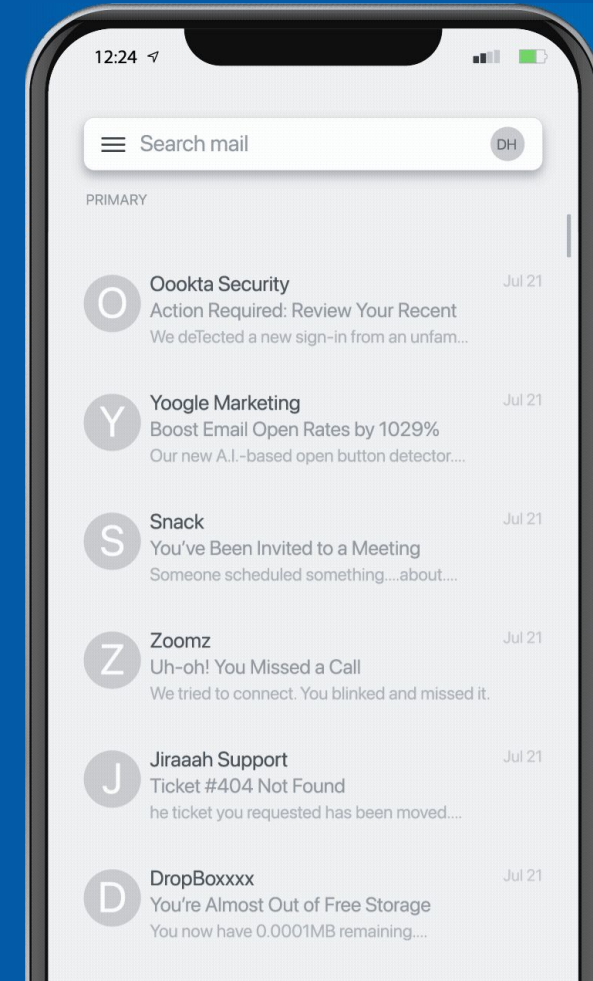 12:24
Search mail
DH
PRIMARY
O
Oookta Security
Jul 21
Action Required: Review Your Recent
We deTected a new sign-in from an unfam...
Y
Yoogle Marketing
Jul 21
Boost Email Open Rates by 1029%
Our new A.I.-based open button detector....
S
Snack
Jul 21
You've Been Invited to a Meeting
Someone scheduled something....about....
Z
Zoomz
Jul 21
Uh-oh! You Missed a Call
We tried to connect. You blinked and missed it.
J
Jiraaah Support
Jul 21
Ticket #404 Not Found
he ticket you requested has been moved....
D
DropBoxxxx
Jul 21
You're Almost Out of Free Storage
You now have 0.0001MB remaining....